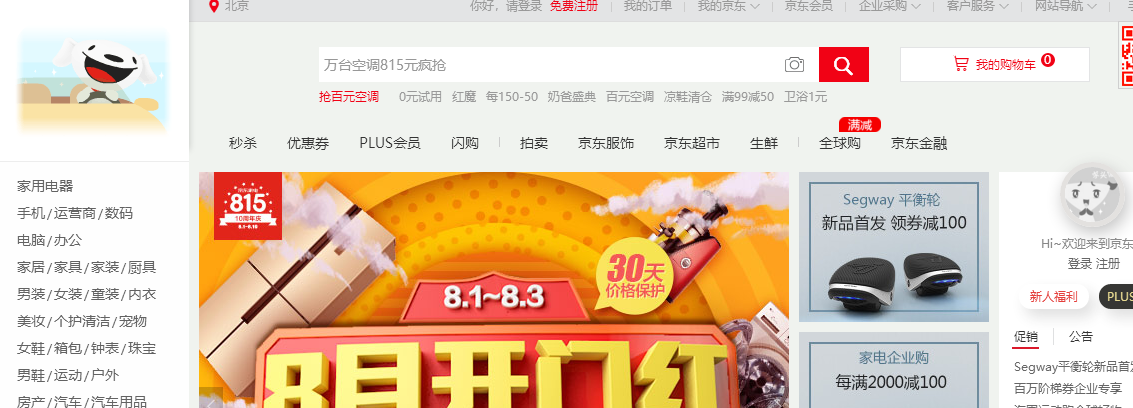 北京
你好，请登录 免费注册 我的订单 我的京东 京东会员 企业采购 客户服务 网站导航
万台空调815元疯抢
我的购物车 0
抢百元空调 0元试用 红魔 每150-50 奶爸盛典 百元空调 凉鞋清仓 满99减50 卫浴1元
满减
秒杀 优惠券 PLUS会员 闪购 拍卖 京东服饰 京东超市 生鲜 全球购 京东金融
家用电器
手机/运营商/数码
电脑/办公
家居/家具/家装/厨具
男装/女装/童装/内衣
美妆/个护清洁/宠物
女鞋/箱包/钟表/珠宝
男鞋/运动/户外
房产/汽车/汽车用品
815
10周年庆
8.1-8.18
30天
价格保护
8.1~8.3
8月开门红
Segway 平衡轮
新品首发 领券减100
家电企业购
每满2000减100
Hi~欢迎来到京东
登录 注册
新人福利 PLUS
促销 公告
Segway平衡轮新品首发
百万阶梯券企业专享